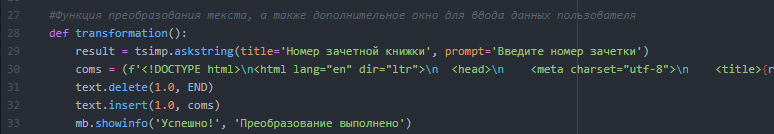 27 #Функция преобразования текста, а также дополнительное окно для ввода данных пользователя
28 def transformation():
29 result = tsimp.askstring(title='Номер зачетной книжки', prompt='Введите номер зачетки')
30 coms = (f'<!DOCTYPE html>\n<html lang="en" dir="ltr">\n <head>\n <meta charset="utf-8">\n <title>{r
31 text.delete(1.0, END)
32 text.insert(1.0, coms)
33 mb.showinfo('Успешно!', 'Преобразование выполнено')